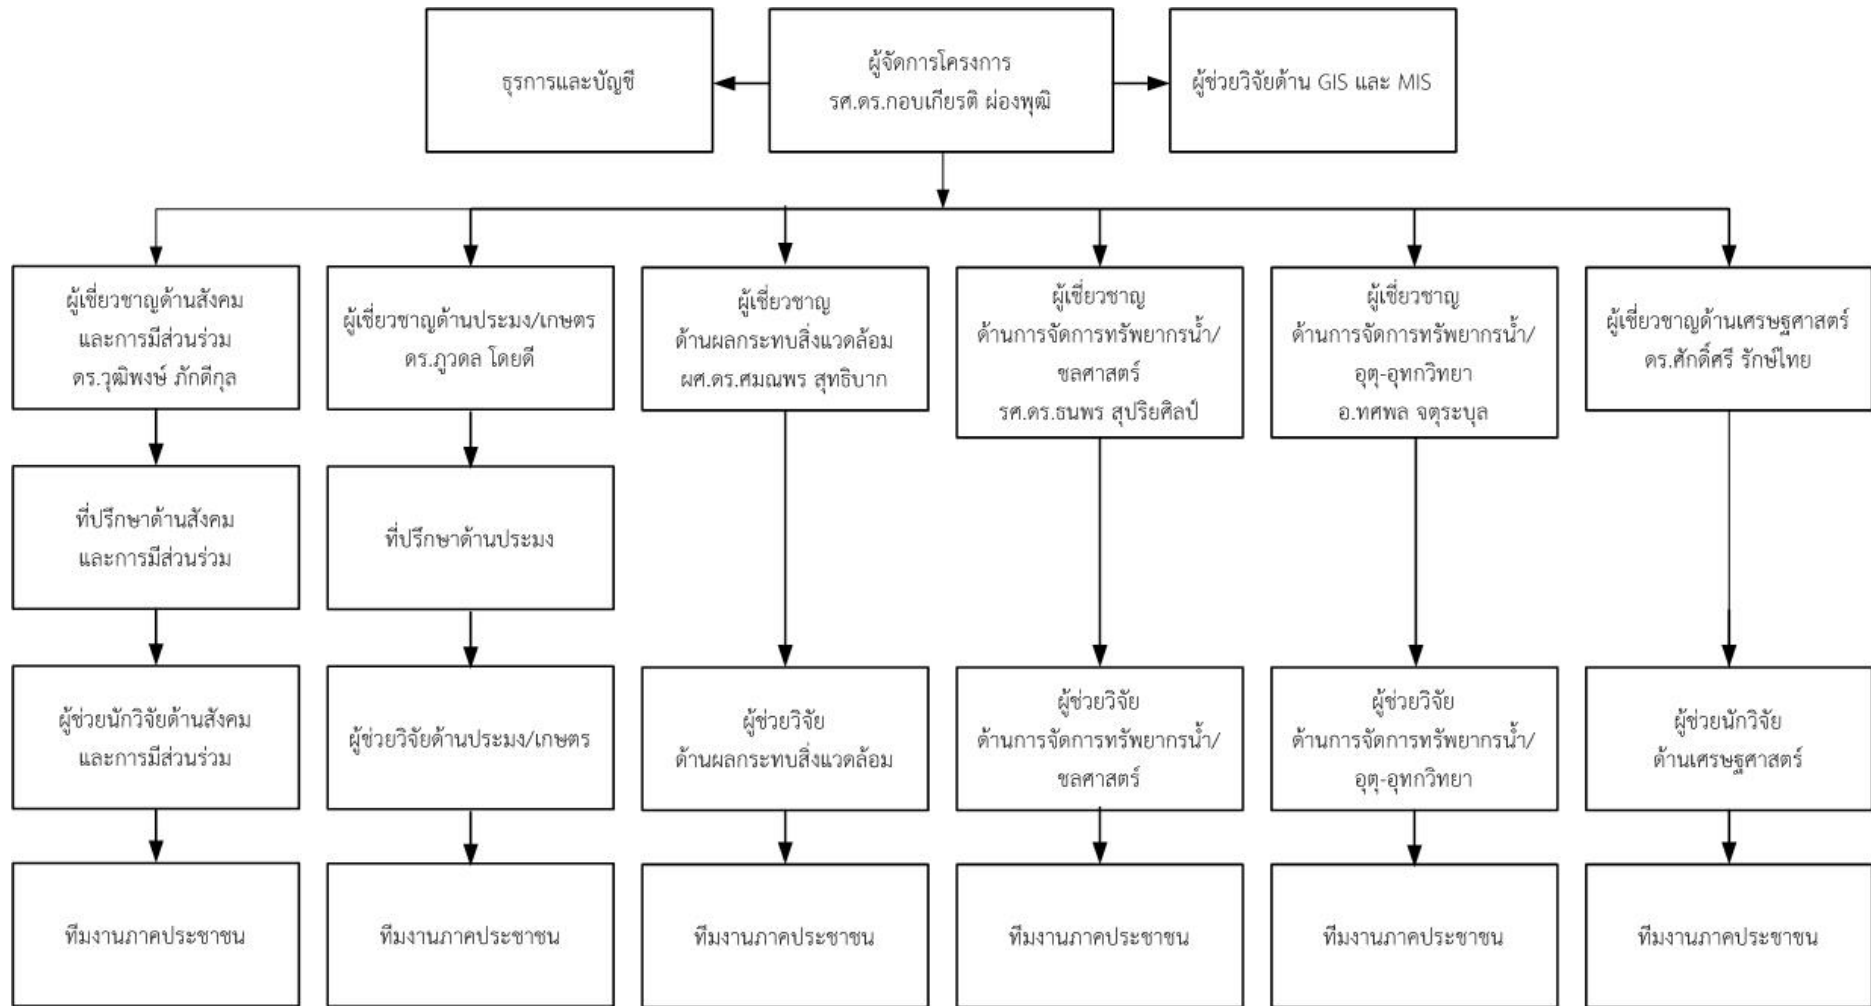 ธุรการและบัญชี
ผู้จัดการโครงการ
รศ.ดร.กอบเกียรติ ผ่องพุฒิ
ผู้ช่วยวิจัยด้าน GIS และ MIS
ผู้เชี่ยวชาญด้านสังคม
และการมีส่วนร่วม
ดร.วุฒิพงษ์ ภักดีกุล
ผู้เชี่ยวชาญด้านประมง/เกษตร
ดร.ภูวดล โดยดี
ผู้เชี่ยวชาญ
ด้านผลกระทบสิ่งแวดล้อม
ผศ.ดร.ศมณพร สุทธิบาก
ผู้เชี่ยวชาญ
ด้านการจัดการทรัพยากรน้ำ/
ชลศาสตร์
รศ.ดร.ธนพร สุปริยศิลป์
ผู้เชี่ยวชาญ
ด้านการจัดการทรัพยากรน้ำ/
อุตุ-อุทกวิทยา
อ.ทศพล จตุระบุล
ผู้เชี่ยวชาญด้านเศรษฐศาสตร์
ดร.ศักดิ์ศรี รักษ์ไทย
ที่ปรึกษาด้านสังคม
และการมีส่วนร่วม
ที่ปรึกษาด้านประมง
ผู้ช่วยนักวิจัยด้านสังคม
และการมีส่วนร่วม
ผู้ช่วยวิจัยด้านประมง/เกษตร
ผู้ช่วยวิจัย
ด้านผลกระทบสิ่งแวดล้อม
ผู้ช่วยวิจัย
ด้านการจัดการทรัพยากรน้ำ/
ชลศาสตร์
ผู้ช่วยวิจัย
ด้านการจัดการทรัพยากรน้ำ/
อุตุ-อุทกวิทยา
ผู้ช่วยนักวิจัย
ด้านเศรษฐศาสตร์
ทีมงานภาคประชาชน
ทีมงานภาคประชาชน
ทีมงานภาคประชาชน
ทีมงานภาคประชาชน
ทีมงานภาคประชาชน
ทีมงานภาคประชาชน